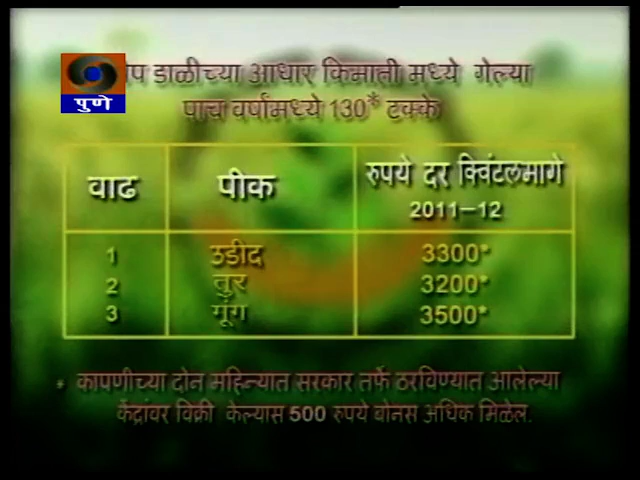 डाळीच्या आधार किमाती मध्ये गेल्या
पाच वर्षामध्ये 130* टक्के
पुणे
वाढ पीक रुपये दर क्विंटलमागे
2011–12
1 उडीद 3300*
2 तुर 3200*
3 मूंग 3500*
* कापणीच्या दोन महिन्यात सरकार तर्फे ठरविण्यात आलेल्या
केंद्रांवर विक्री केल्यास 500 रुपये बोनस अधिक मिळेल.